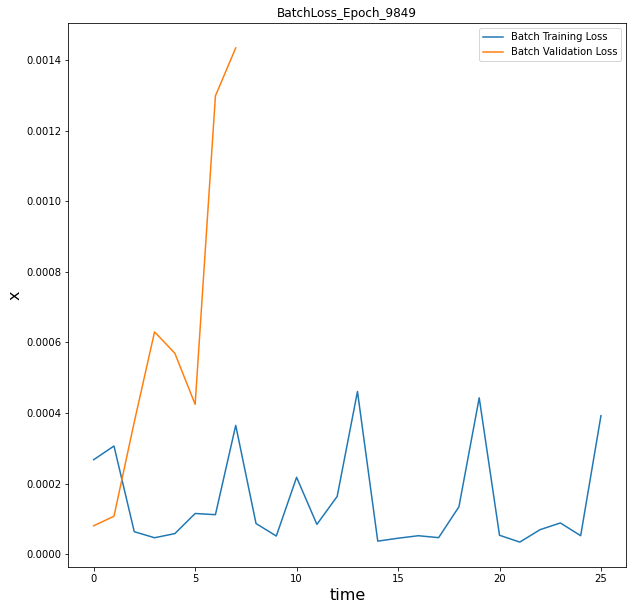 BatchLoss_Epoch_9849
Batch Training Loss
Batch Validation Loss
0.0014
0.0012
0.0010
0.0008
0.0006
0.0004
0.0002
0.0000
x
0 5 10 15 20 25
time